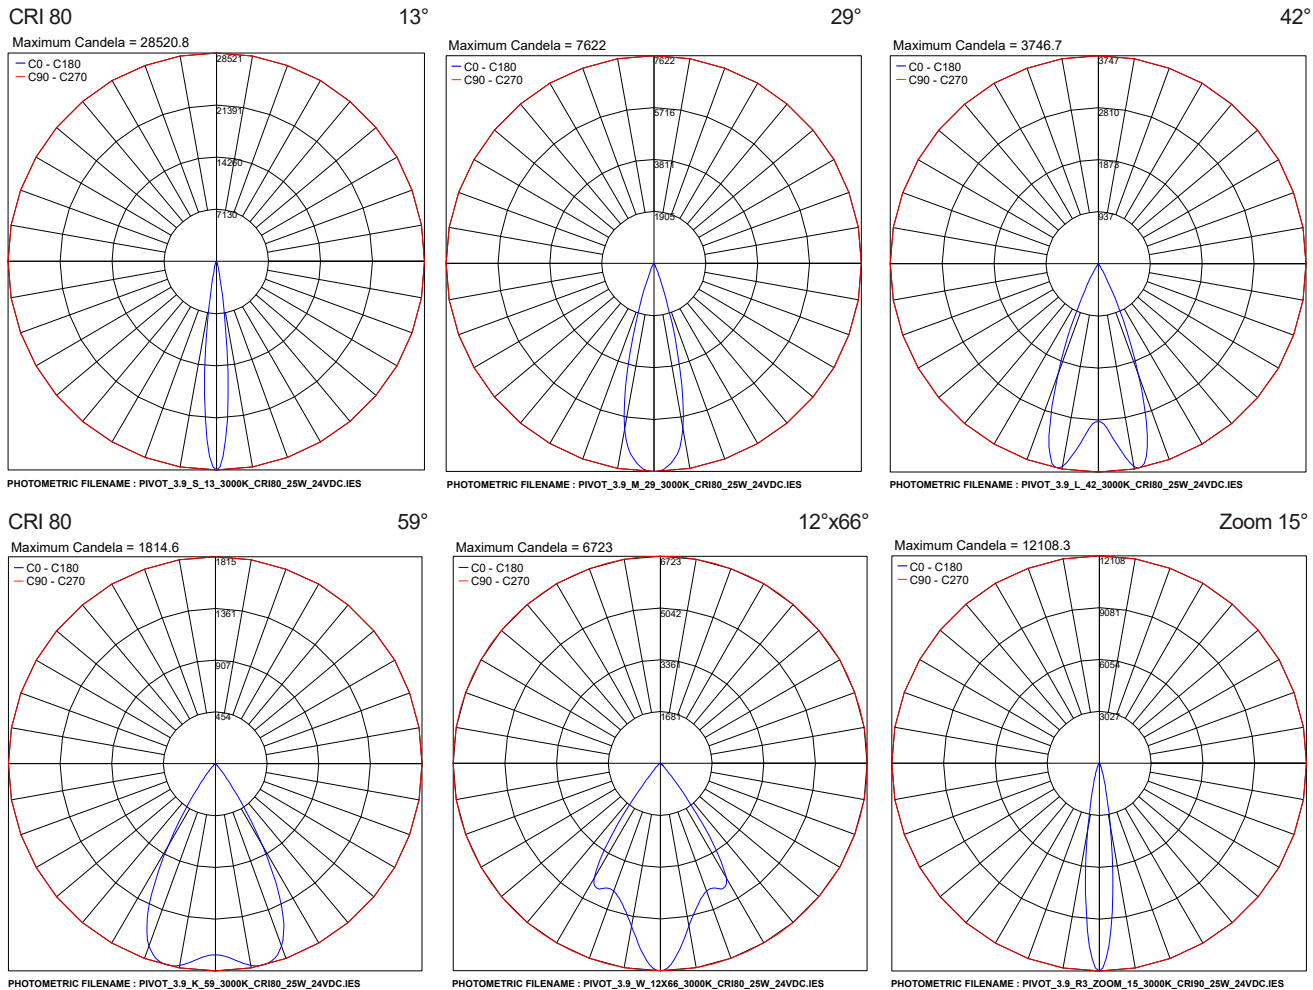 CRI 80
13°
29°
42°
Maximum Candela = 28520.8
C0 - C180
C90 - C270
28521
21391
14260
7130
PHOTOMETRIC FILENAME : PIVOT_3.9_S_13_3000K_CRI80_25W_24VDC.IES
Maximum Candela = 7622
C0 - C180
C90 - C270
7622
5716
3811
1905
PHOTOMETRIC FILENAME : PIVOT_3.9_M_29_3000K_CRI80_25W_24VDC.IES
Maximum Candela = 3746.7
C0 - C180
C90 - C270
3747
2810
1873
937
PHOTOMETRIC FILENAME : PIVOT_3.9_L_42_3000K_CRI80_25W_24VDC.IES
CRI 80
59°
12°x66°
Zoom 15°
Maximum Candela = 1814.6
C0 - C180
C90 - C270
1815
1361
907
454
PHOTOMETRIC FILENAME : PIVOT_3.9_K_59_3000K_CRI80_25W_24VDC.IES
Maximum Candela = 6723
C0 - C180
C90 - C270
6723
5042
3361
1681
PHOTOMETRIC FILENAME : PIVOT_3.9_W_12X66_3000K_CRI80_25W_24VDC.IES
Maximum Candela = 12108.3
C0 - C180
C90 - C270
12108
9081
6054
3027
PHOTOMETRIC FILENAME : PIVOT_3.9_R3_ZOOM_15_3000K_CRI90_25W_24VDC.IES